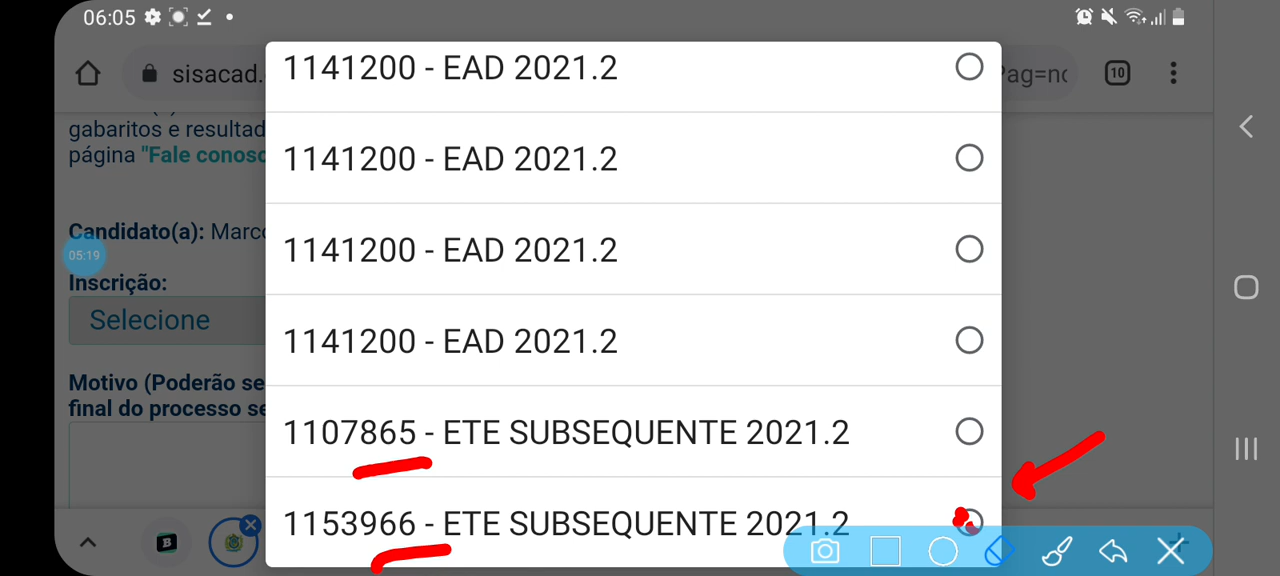 06:05
sisacad.
Pag=no
10
gabaritos e resultad
página "Fale conosc
Candidato(a): Marco
05:19
Inscrição:
Selecione
Motivo (Poderão se
final do processo se
1141200 - EAD 2021.2
1141200 - EAD 2021.2
1141200 - EAD 2021.2
1141200 - EAD 2021.2
1107865 - ETE SUBSEQUENTE 2021.2
1153966 - ETE SUBSEQUENTE 2021.2
B